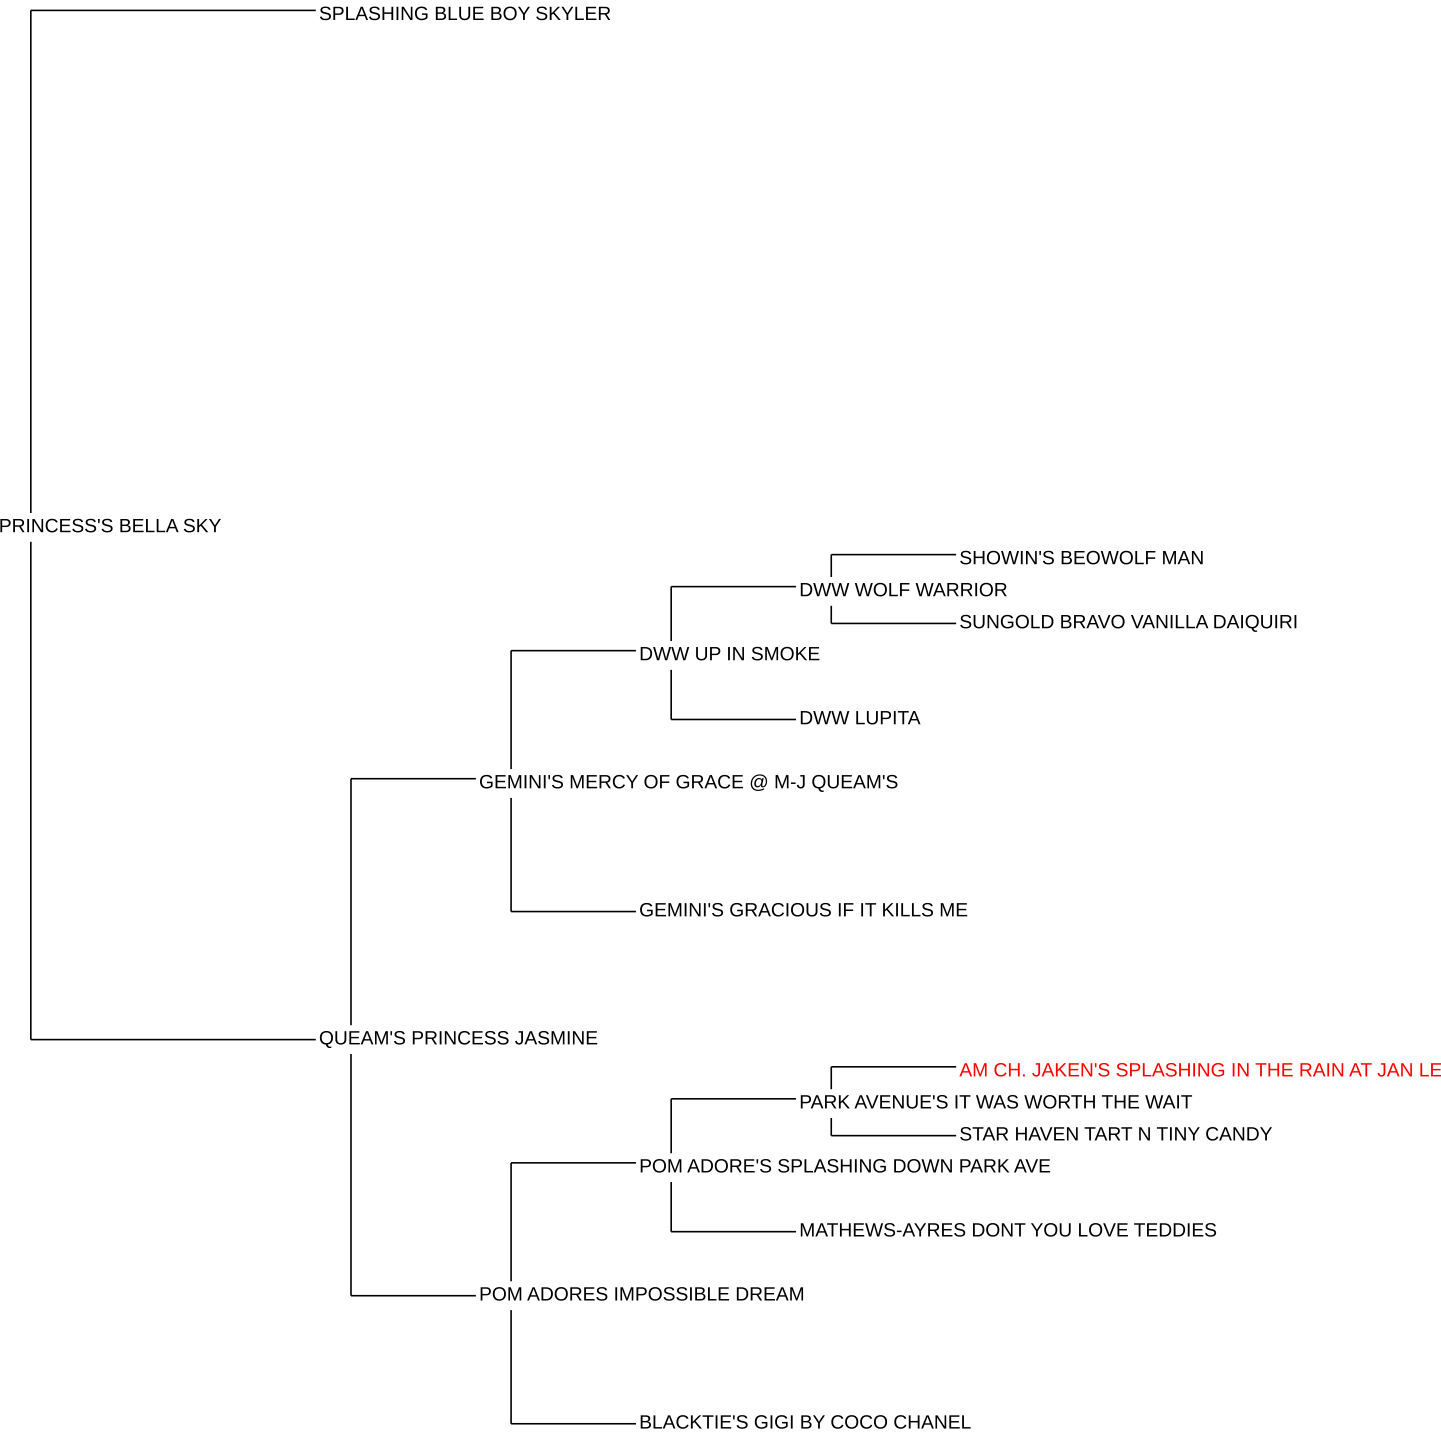 SPLASHING BLUE BOY SKYLER
PRINCESS'S BELLA SKY
SHOWIN'S BEOWOLF MAN
DWW WOLF WARRIOR
SUNGOLD BRAVO VANILLA DAIQUIRI
DWW UP IN SMOKE
DWW LUPITA
GEMINI'S MERCY OF GRACE @ M-J QUEAM'S
GEMINI'S GRACIOUS IF IT KILLS ME
QUEAM'S PRINCESS JASMINE
AM CH. JAKEN'S SPLASHING IN THE RAIN AT JAN LE
PARK AVENUE'S IT WAS WORTH THE WAIT
STAR HAVEN TART N TINY CANDY
POM ADORE'S SPLASHING DOWN PARK AVE
MATHEWS-AYRES DONT YOU LOVE TEDDIES
POM ADORES IMPOSSIBLE DREAM
BLACKTIE'S GIGI BY COCO CHANEL